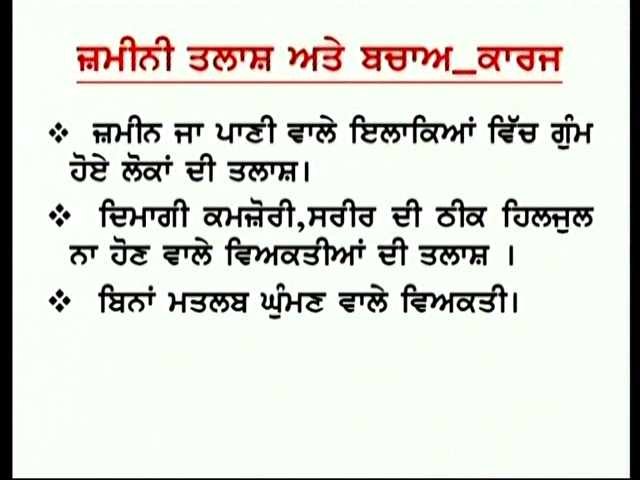 ਜ਼ਮੀਨੀ ਤਲਾਸ਼ ਅਤੇ ਬਚਾਅ_ਕਾਰਜ
❖ ਜ਼ਮੀਨ ਜਾ ਪਾਣੀ ਵਾਲੇ ਇਲਾਕਿਆਂ ਵਿੱਚ ਗੁੰਮ
ਹੋਏ ਲੋਕਾਂ ਦੀ ਤਲਾਸ਼।
❖ ਦਿਮਾਗੀ ਕਮਜ਼ੋਰੀ,ਸਰੀਰ ਦੀ ਠੀਕ ਹਿਲਜੁਲ
ਨਾ ਹੋਣ ਵਾਲੇ ਵਿਅਕਤੀਆਂ ਦੀ ਤਲਾਸ਼ ।
❖ ਬਿਨਾਂ ਮਤਲਬ ਘੁੰਮਣ ਵਾਲੇ ਵਿਅਕਤੀ।